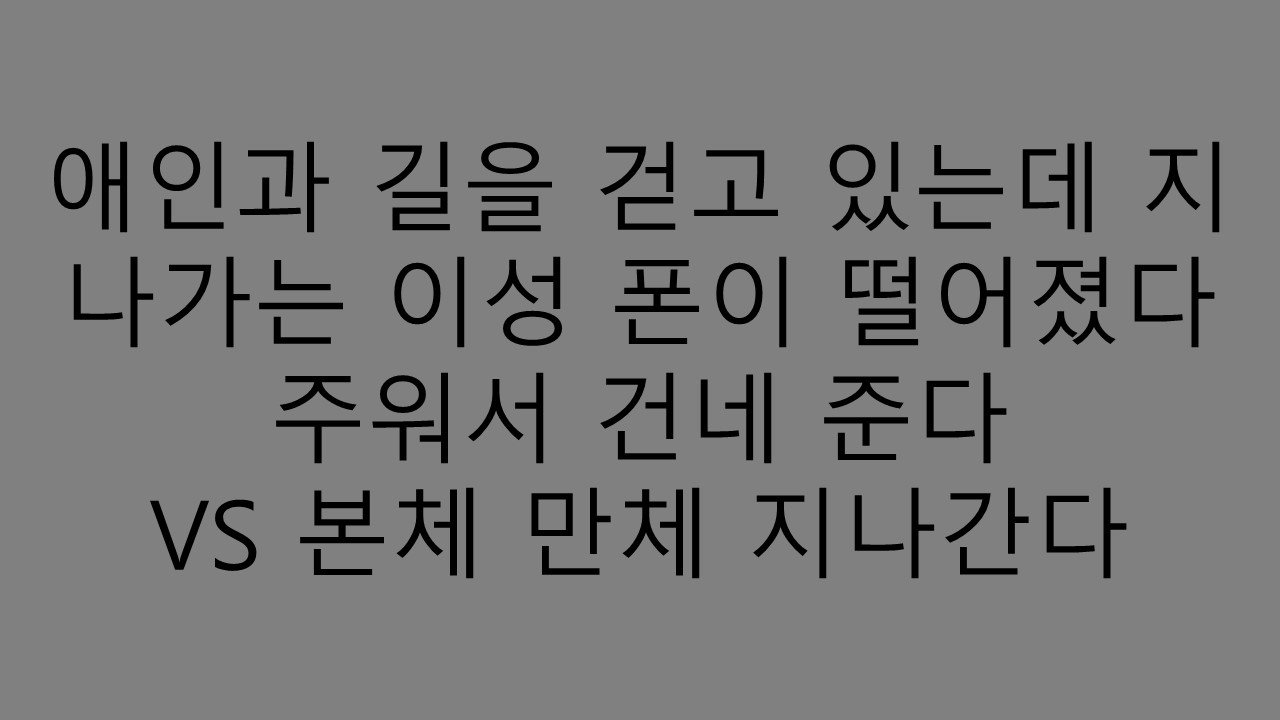 애인과 길을 걷고 있는데 지
나가는 이성 폰이 떨어졌다
주워서 건네 준다
VS 본체 만체 지나간다